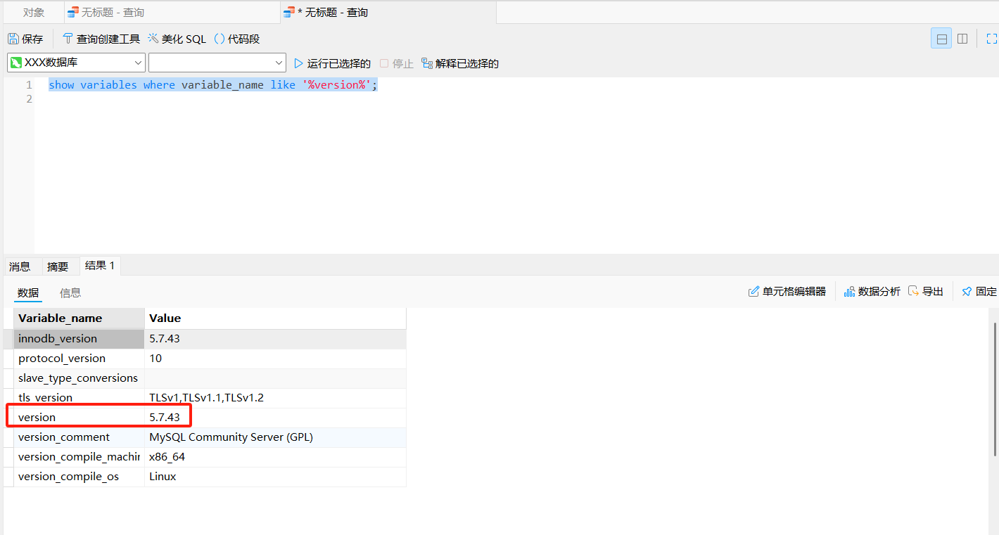 对象 无标题 - 查询 * 无标题 - 查询
保存 查询创建工具 美化 SQL () 代码段
XXX数据库 运行已选择的 停止 解释已选择的
1 show variables where variable_name like '%version%';
2
消息 摘要 结果 1
数据 信息 单元格编辑器 数据分析 导出 固定
Variable_name Value
innodb_version 5.7.43
protocol_version 10
slave_type_conversions
tls_version TLSv1,TLSv1.1,TLSv1.2
version 5.7.43
version_comment MySQL Community Server (GPL)
version_compile_machir x86_64
version_compile_os Linux